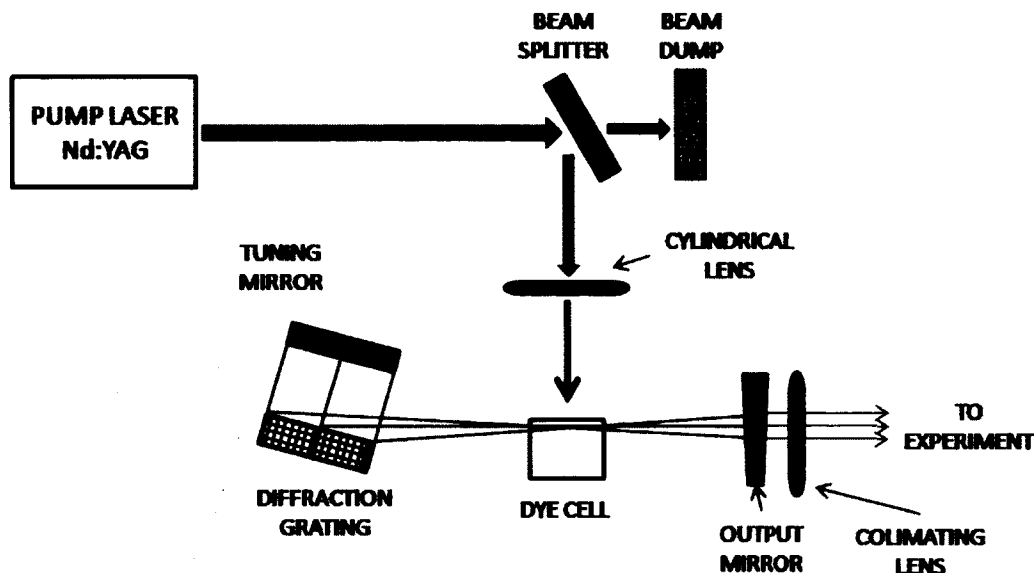 BEAM
SPLITTER
BEAM
DUMP
PUMP LASER
Nd:YAG
TUNING
MIRROR
CYLINDRICAL
LENS
TO
EXPERIMENT
DIFFRACTION
GRATING
DYE CELL
OUTPUT
MIRROR
COLIMATING
LENS